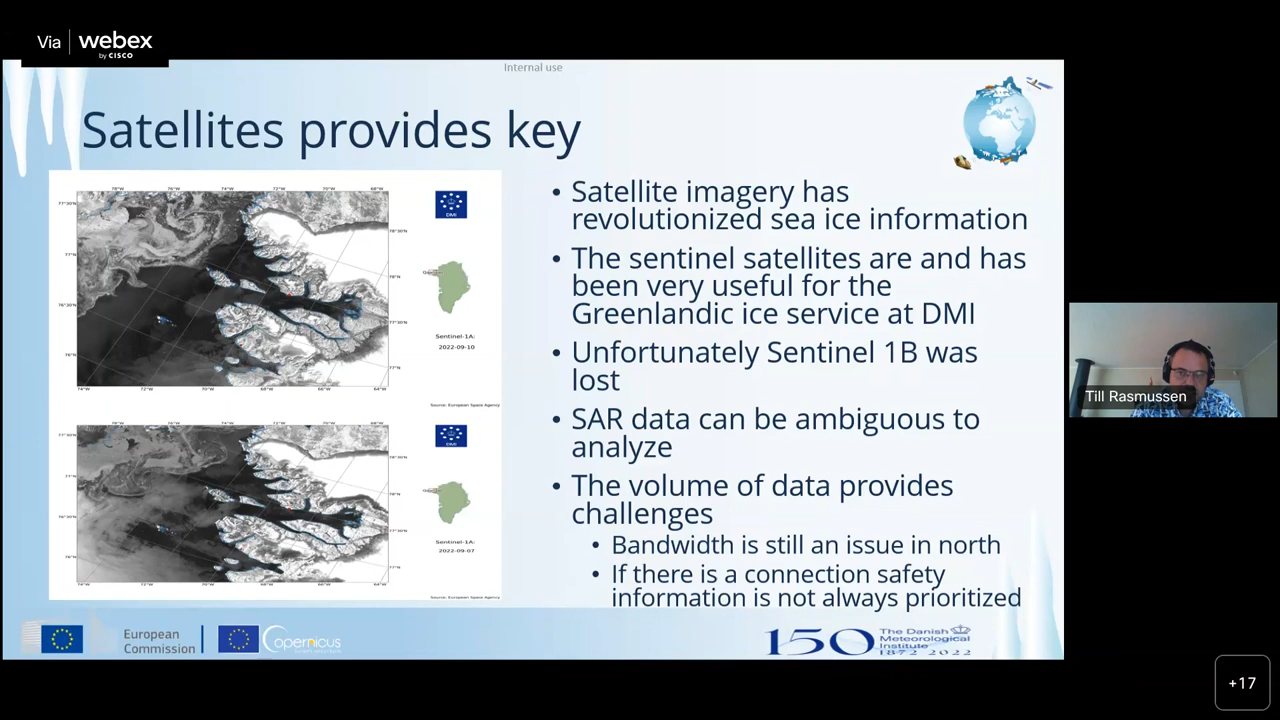 Via webex
by CISCO
Internal use
Satellites provides key
• Satellite imagery has
revolutionized sea ice information
• The sentinel satellites are and has
been very useful for the
Greenlandic ice service at DMI
• Unfortunately Sentinel 1B was
lost
• SAR data can be ambiguous to
analyze
• The volume of data provides
challenges
• Bandwidth is still an issue in north
• If there is a connection safety
information is not always prioritized
DMI
Sentinel-1A:
2022-09-10
Source: European Space Agency
DMI
Sentinel-1A:
2022-09-07
Source: European Space Agency
Till Rasmussen
European
Commission
opernicus
150 The Danish
Meteorological
Institute
1872 2022
+17